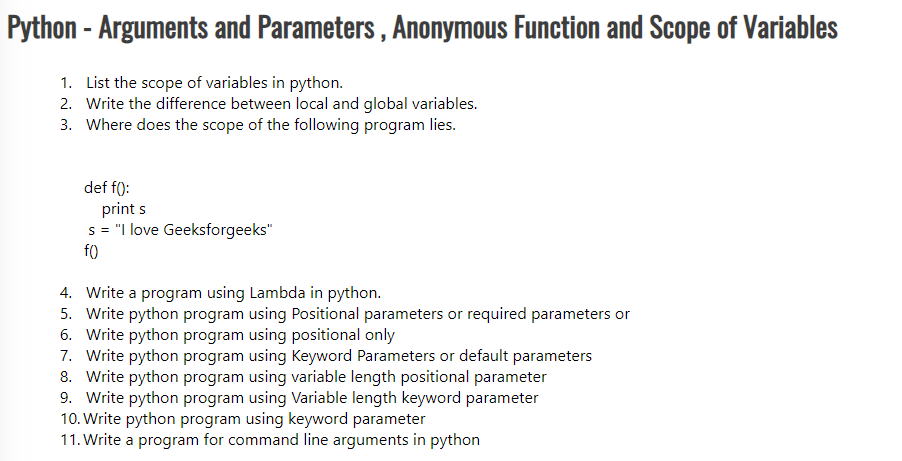 Python - Arguments and Parameters , Anonymous Function and Scope of Variables
1. List the scope of variables in python.
2. Write the difference between local and global variables.
3. Where does the scope of the following program lies.
def f():
print s
s = "I love Geeksforgeeks"
f()
4. Write a program using Lambda in python.
5. Write python program using Positional parameters or required parameters or
6. Write python program using positional only
7. Write python program using Keyword Parameters or default parameters
8. Write python program using variable length positional parameter
9. Write python program using Variable length keyword parameter
10. Write python program using keyword parameter
11. Write a program for command line arguments in python